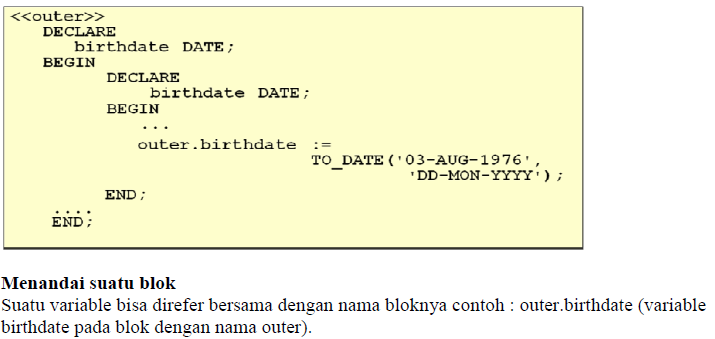 <<outer>>
DECLARE
birthdate DATE;
BEGIN
DECLARE
birthdate DATE;
BEGIN
...
outer.birthdate :=
TO_DATE('03-AUG-1976',
'DD-MON-YYYY');
END;
....
END;
Menandai suatu blok
Suatu variable bisa direfer bersama dengan nama bloknya contoh : outer.birthdate (variable
birthdate pada blok dengan nama outer).